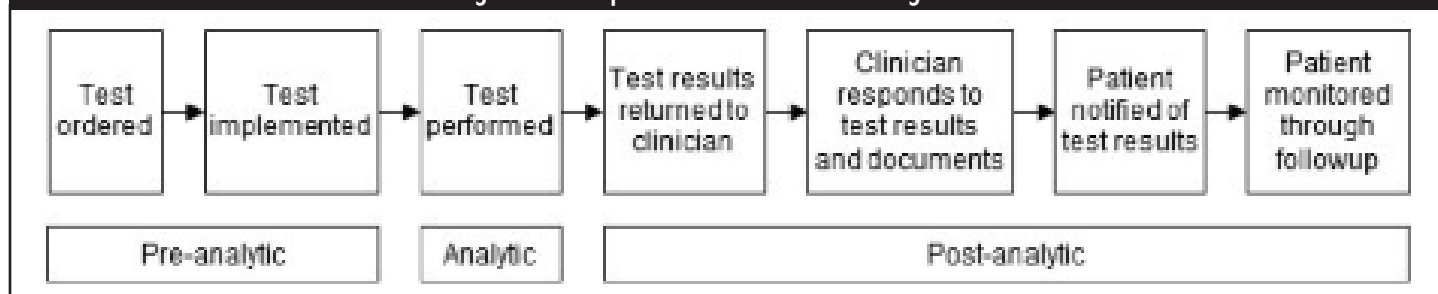 Test
ordered
Test
implemented
Test
performed
Test results
returned to
clinician
Clinician
responds to
test results
and documents
Patient
notified of
test results
Patient
monitored
through
followup
Pre-analytic
Analytic
Post-analytic